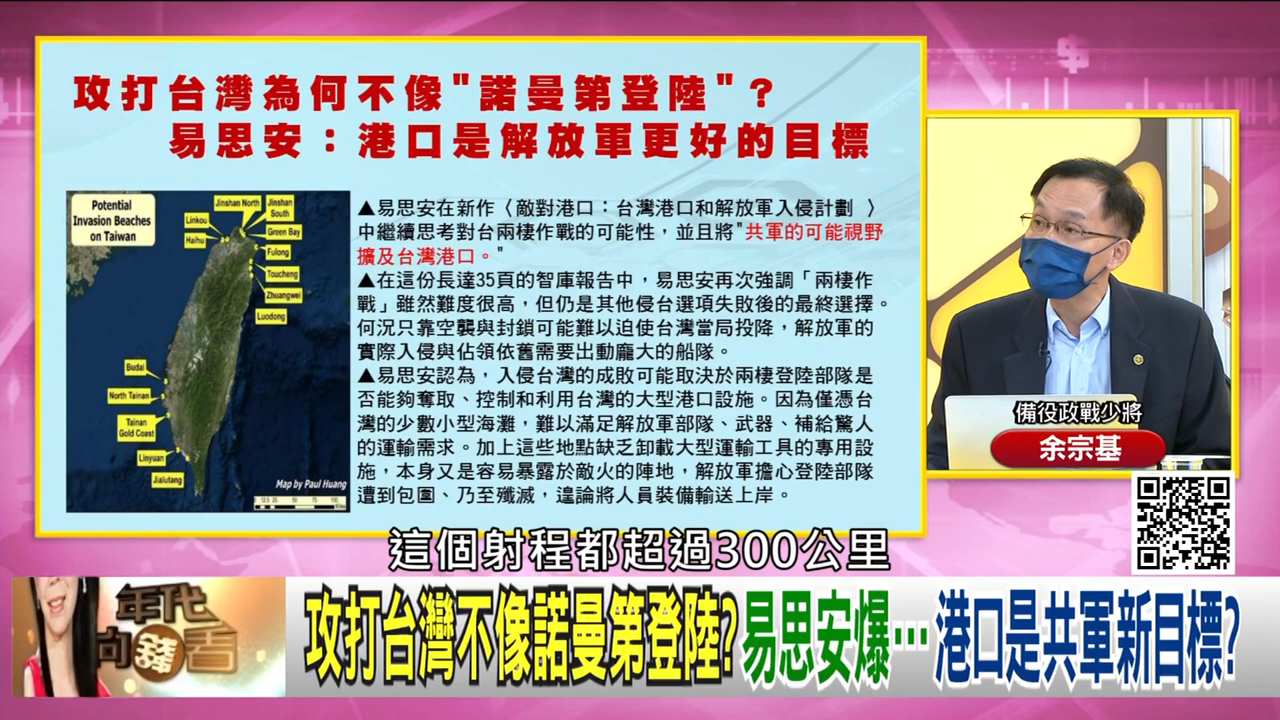 攻打台灣為何不像"諾曼第登陸"？
易思安：港口是解放軍更好的目標
Potential
Invasion Beaches
on Taiwan
Jinshan North
Jinshan
South
Linkou
Green Bay
Haihu
Fulong
Toucheng
Zhuangwei
Luodong
Budai
North Tainan
Tainan
Gold Coast
Linyuan
Jialutang
Map by Paul Huang
▲易思安在新作〈敵對港口：台灣港口和解放軍入侵計劃 〉
中繼續思考對台兩棲作戰的可能性，並且將"共軍的可能視野
擴及台灣港口。"
▲在這份長達35頁的智庫報告中，易思安再次強調「兩棲作
戰」雖然難度很高，但仍是其他侵台選項失敗後的最終選擇。
何況只靠空襲與封鎖可能難以迫使台灣當局投降，解放軍的
實際入侵與佔領依舊需要出動龐大的船隊。
▲易思安認為，入侵台灣的成敗可能取決於兩棲登陸部隊是
否能夠奪取、控制和利用台灣的大型港口設施。因為僅憑台
灣的少數小型海灘，難以滿足解放軍部隊、武器、補給驚人
的運輸需求。加上這些地點缺乏卸載大型運輸工具的專用設
施，本身又是容易暴露於敵火的陣地，解放軍擔心登陸部隊
遭到包圍、乃至殲滅，遑論將人員裝備輸送上岸。
備役政戰少將
余宗基
這個射程都超過300公里
年代
向錢看
攻打台灣不像諾曼第登陸?易思安爆…港口是共軍新目標?